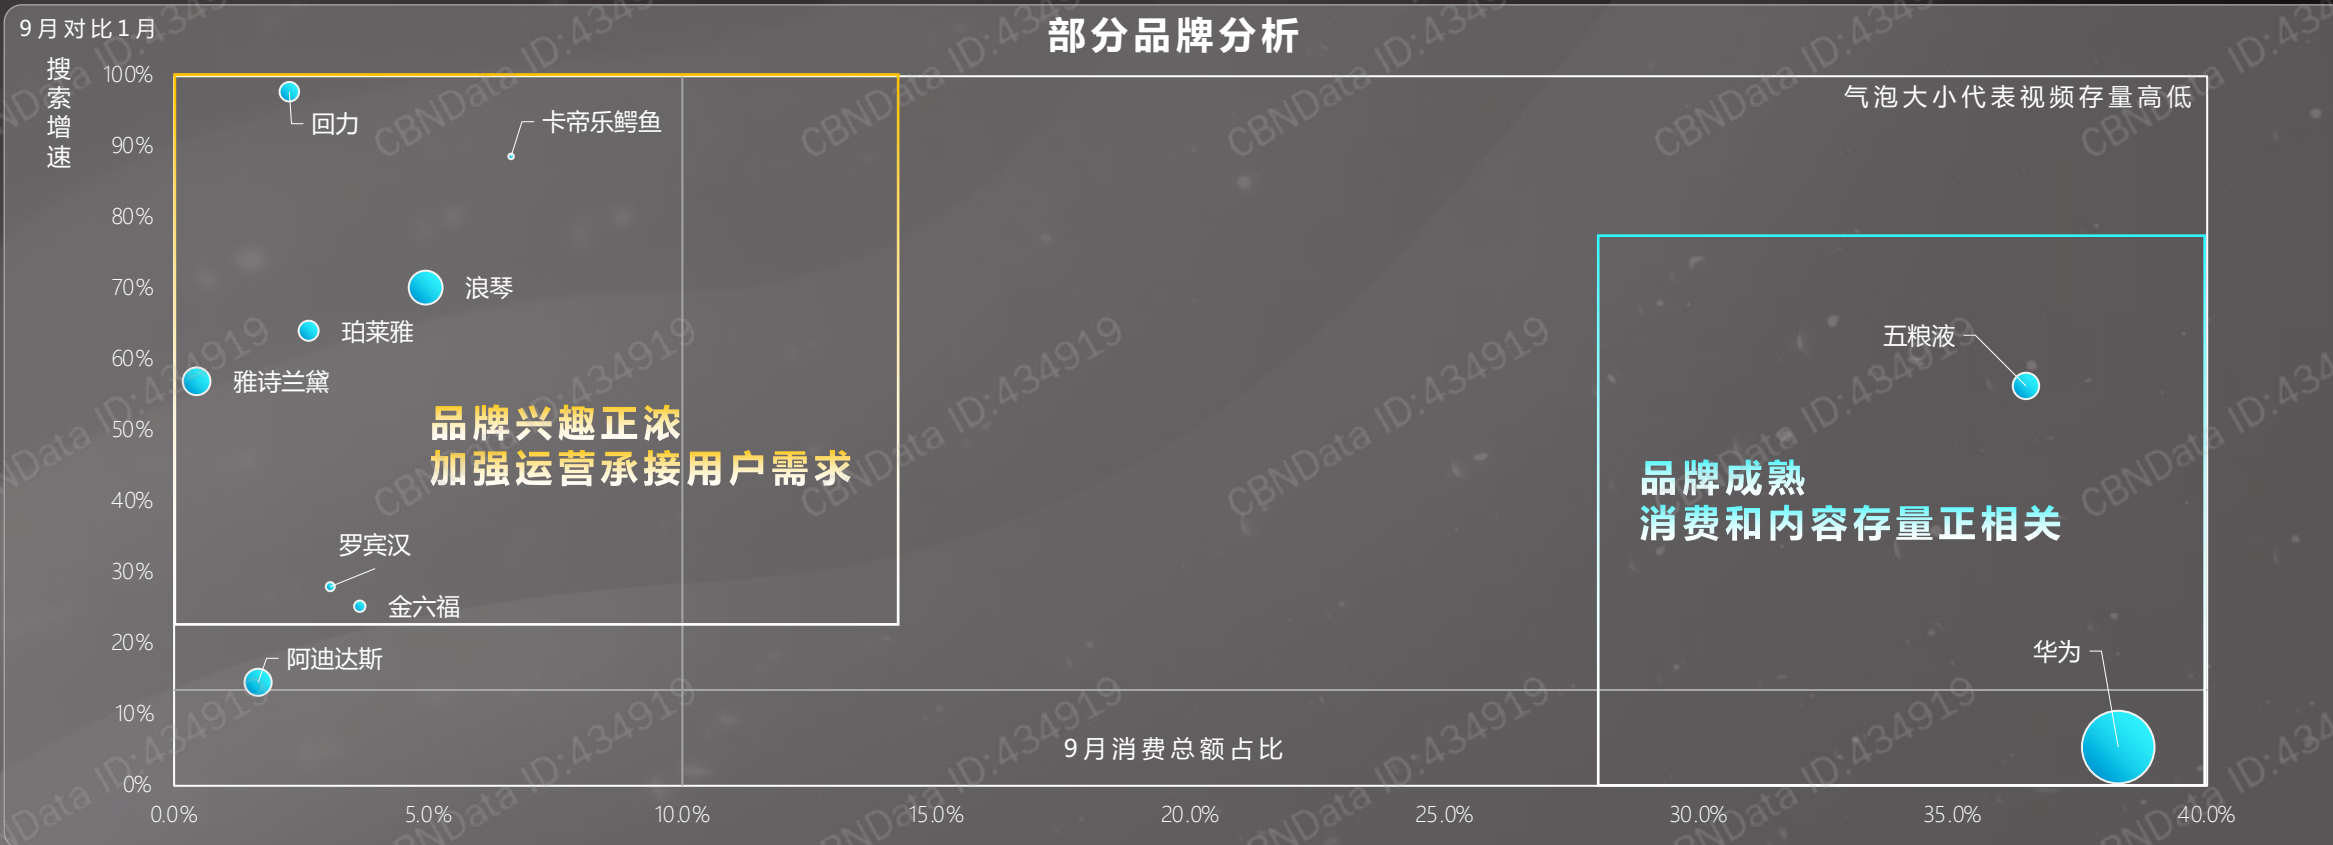 部分品牌分析
9月对比1月
搜索增速
气泡大小代表视频存量高低
100%
90%
80%
70%
60%
50%
40%
30%
20%
10%
0%
回力
卡帝乐鳄鱼
浪琴
珀莱雅
雅诗兰黛
品牌兴趣正浓
加强运营承接用户需求
罗宾汉
金六福
阿迪达斯
五粮液
品牌成熟
消费和内容存量正相关
华为
9月消费总额占比
0.0%
5.0%
10.0%
15.0%
20.0%
25.0%
30.0%
35.0%
40.0%
CBNData ID:434919